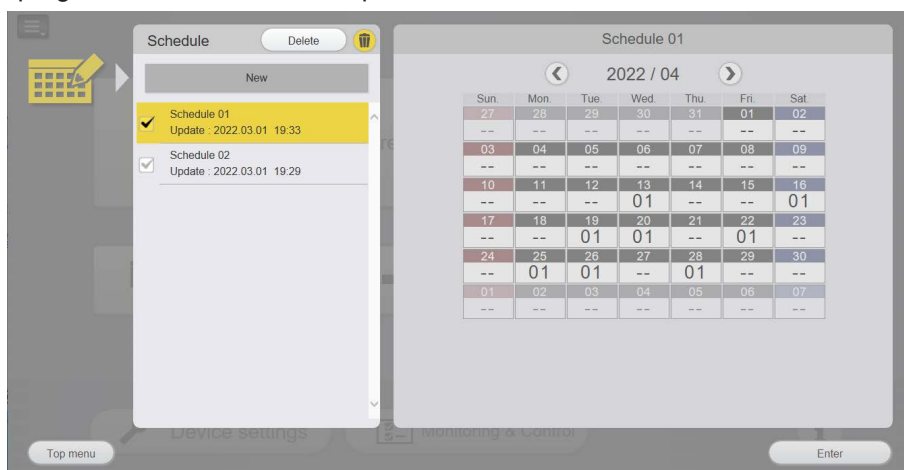 Schedule
Delete
New
Schedule 01
Update : 2022.03.01 19:33
Schedule 02
Update : 2022.03.01 19:29
Schedule 01
2022 / 04
Sun. Mon. Tue. Wed. Thu. Fri. Sat.
27 28 29 30 31 01 02
-- -- -- -- -- -- --
03 04 05 06 07 08 09
-- -- -- -- -- -- --
10 11 12 13 14 15 16
-- -- -- 01 -- -- 01
17 18 19 20 21 22 23
-- -- 01 01 -- 01 --
24 25 26 27 28 29 30
-- 01 01 -- 01 -- --
01 02 03 04 05 06 07
-- -- -- -- -- -- --
Device settings
Monitoring & Control
Top menu
Enter